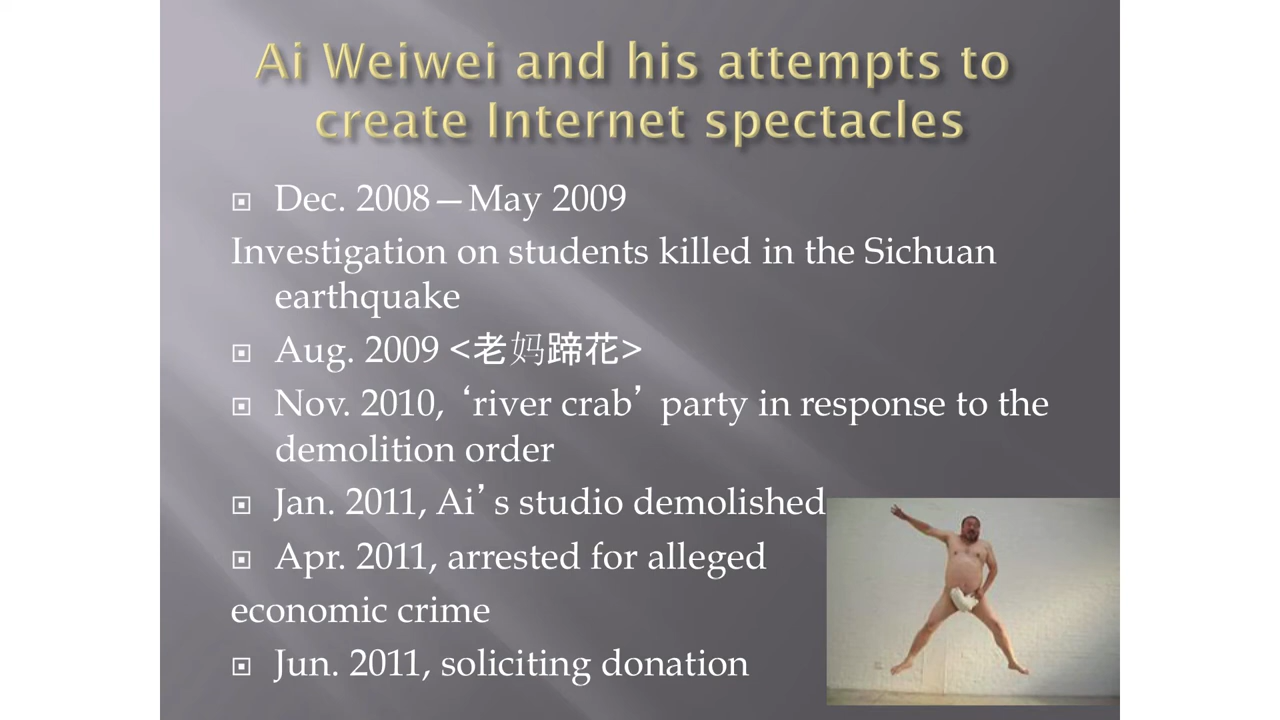 Ai Weiwei and his attempts to
create Internet spectacles
Dec. 2008—May 2009
Investigation on students killed in the Sichuan
earthquake
Aug. 2009 <老妈蹄花>
Nov. 2010, ‘river crab’ party in response to the
demolition order
Jan. 2011, Ai’s studio demolished
Apr. 2011, arrested for alleged
economic crime
Jun. 2011, soliciting donation